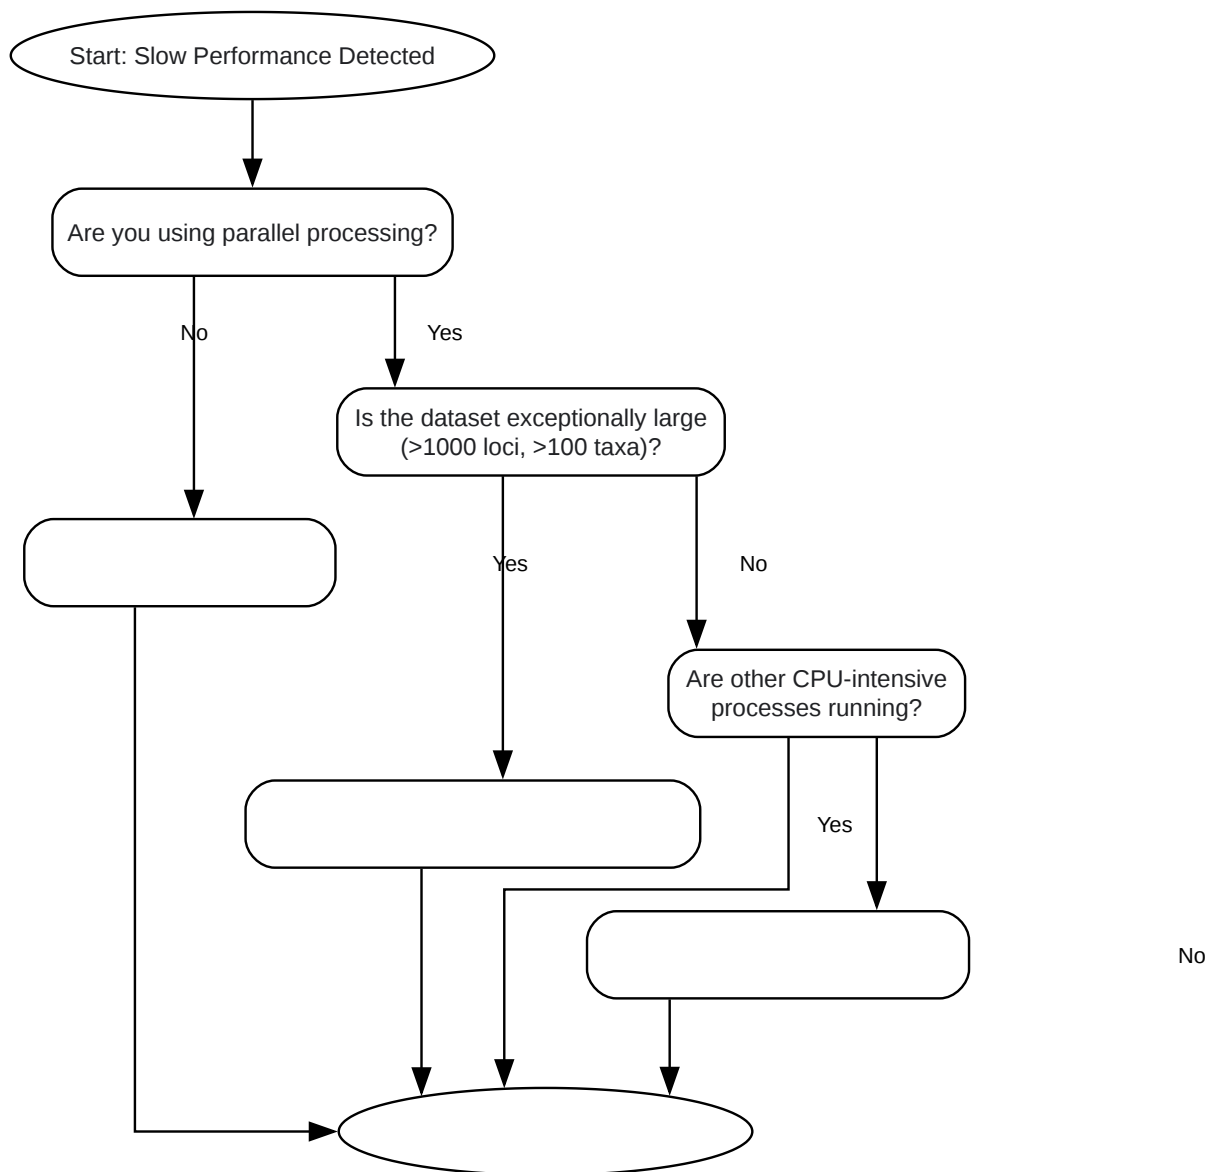 Start: Slow Performance Detected
Are you using parallel processing?
No
Yes
Is the dataset exceptionally large
(>1000 loci, >100 taxa)?
Yes
No
Are other CPU-intensive
processes running?
Yes
No